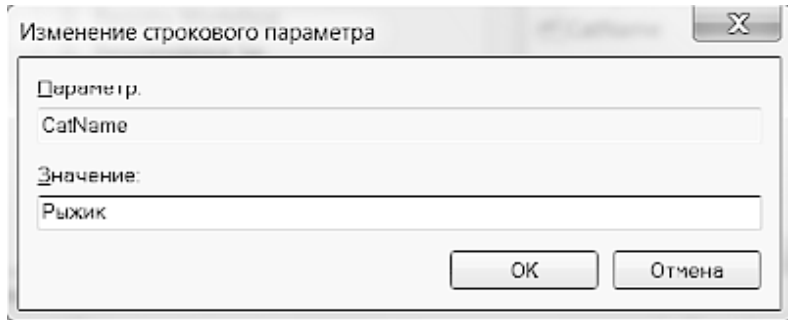 Изменение строкового параметра
Параметр:
CatName
Значение:
Рыжик
OK
Отмена